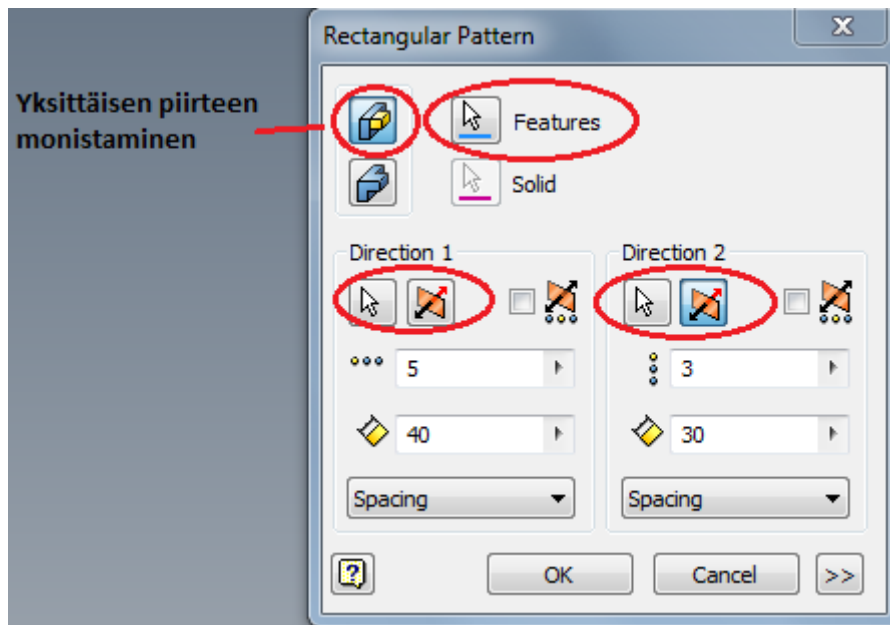 Rectangular Pattern
Yksittäisen piirteen
monistaminen
Features
Solid
Direction 1
Direction 2
5
3
40
30
Spacing
Spacing
OK
Cancel
>>